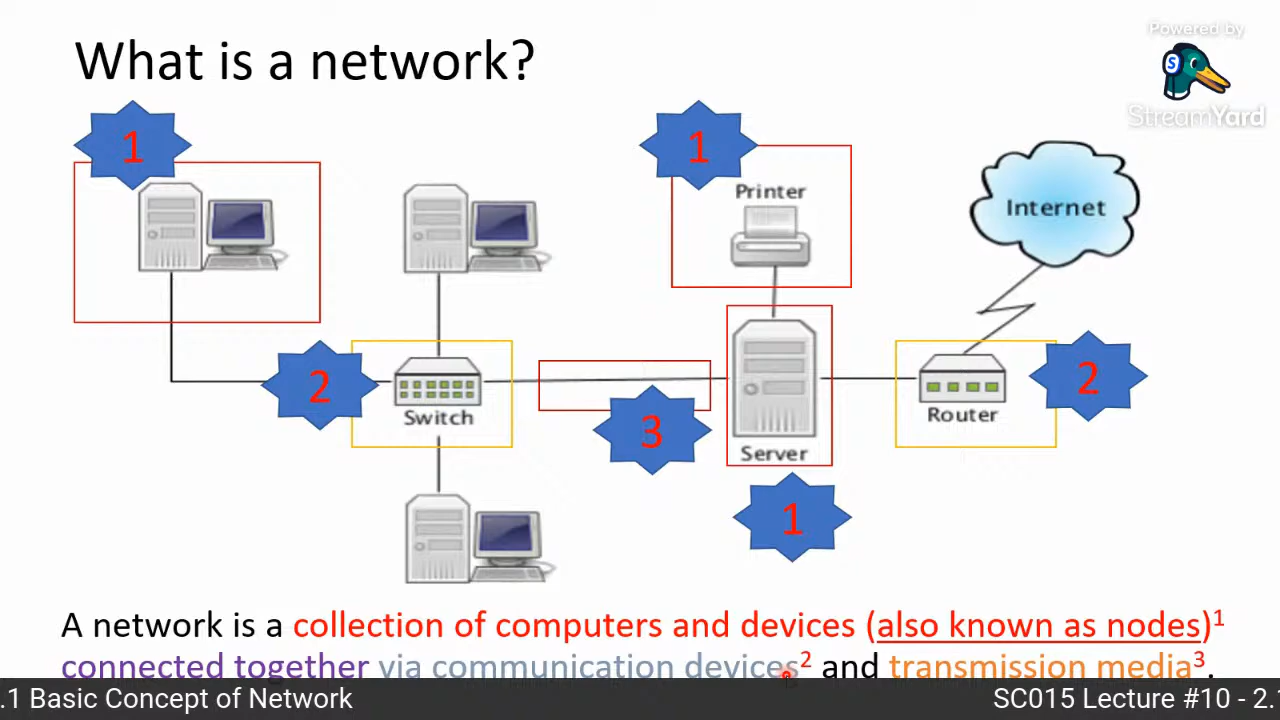 What is a network?
Powered by
S
StreamYard
1
1
Printer
Internet
2
Switch
3
Server
Router
2
1
A network is a collection of computers and devices (also known as nodes)1
connected together via communication devices2 and transmission media3.
.1 Basic Concept of Network
SC015 Lecture #10 - 2.1